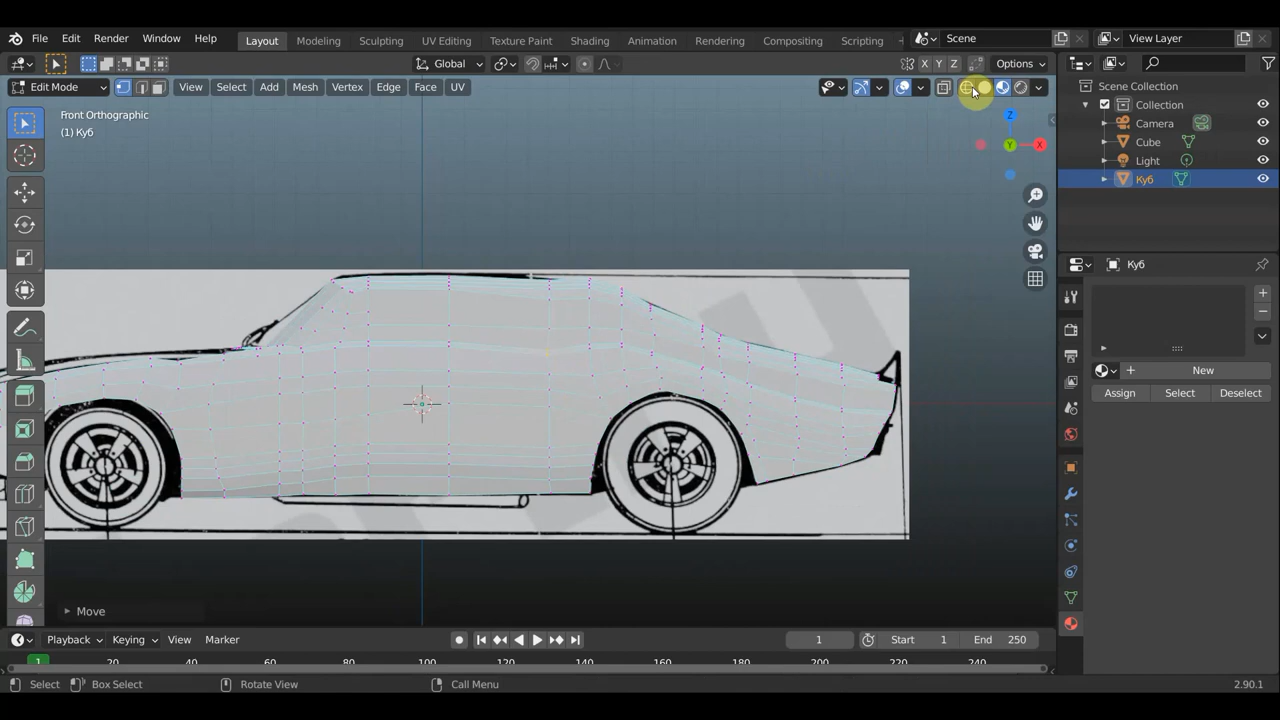 File Edit Render Window Help
Layout Modeling Sculpting UV Editing Texture Paint Shading Animation Rendering Compositing Scripting
Scene View Layer
Global Options
Edit Mode View Select Add Mesh Vertex Edge Face UV
Front Orthographic
(1) Куб
Z
X
Y
X Y Z
Scene Collection
Collection
Camera
Cube
Light
Куб
Куб
New
Assign Select Deselect
Move
Playback Keying View Marker
1 Start 1 End 250
1 20 40 60 80 100 120 140 160 180 200 220 240
Select Box Select Rotate View Call Menu 2.90.1